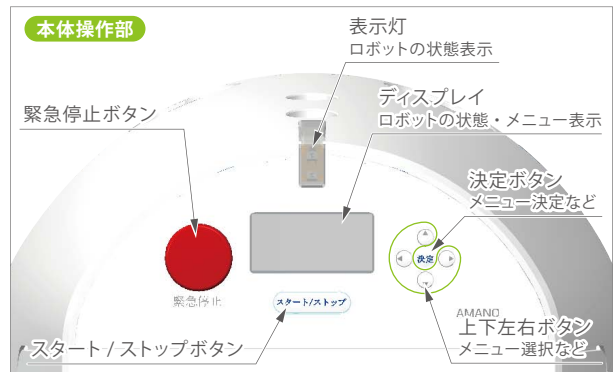 本体操作部
表示灯
ロボットの状態表示
緊急停止ボタン
ディスプレイ
ロボットの状態・メニュー表示
決定ボタン
メニュー決定など
決定
緊急停止
スタート/ストップ
AMANO
上下左右ボタン
メニュー選択など
スタート / ストップボタン